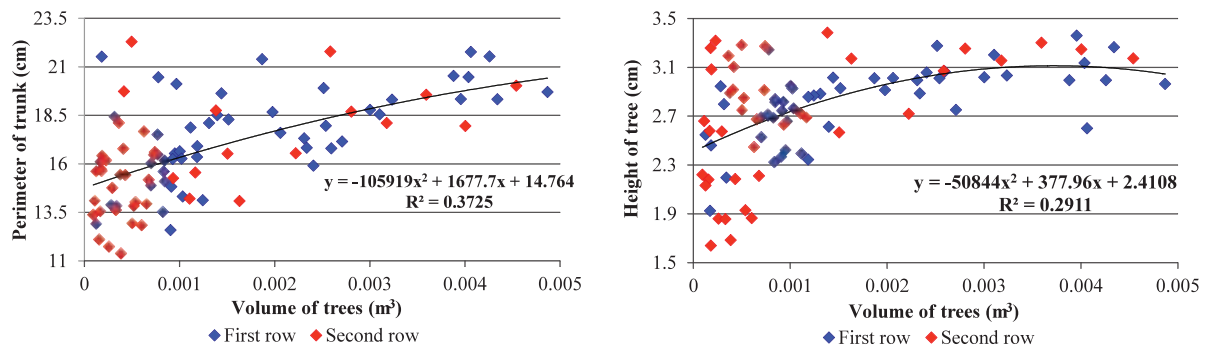 23.5
21
18.5
16
13.5
11
Perimeter of trunk (cm)
y = -105919x² + 1677.7x + 14.764
R² = 0.3725
0 0.001 0.002 0.003 0.004 0.005
Volume of trees (m³)
First row Second row
3.5
3.1
2.7
2.3
1.9
1.5
Height of tree (cm)
y = -50844x² + 377.96x + 2.4108
R² = 0.2911
0 0.001 0.002 0.003 0.004 0.005
Volume of trees (m³)
First row Second row